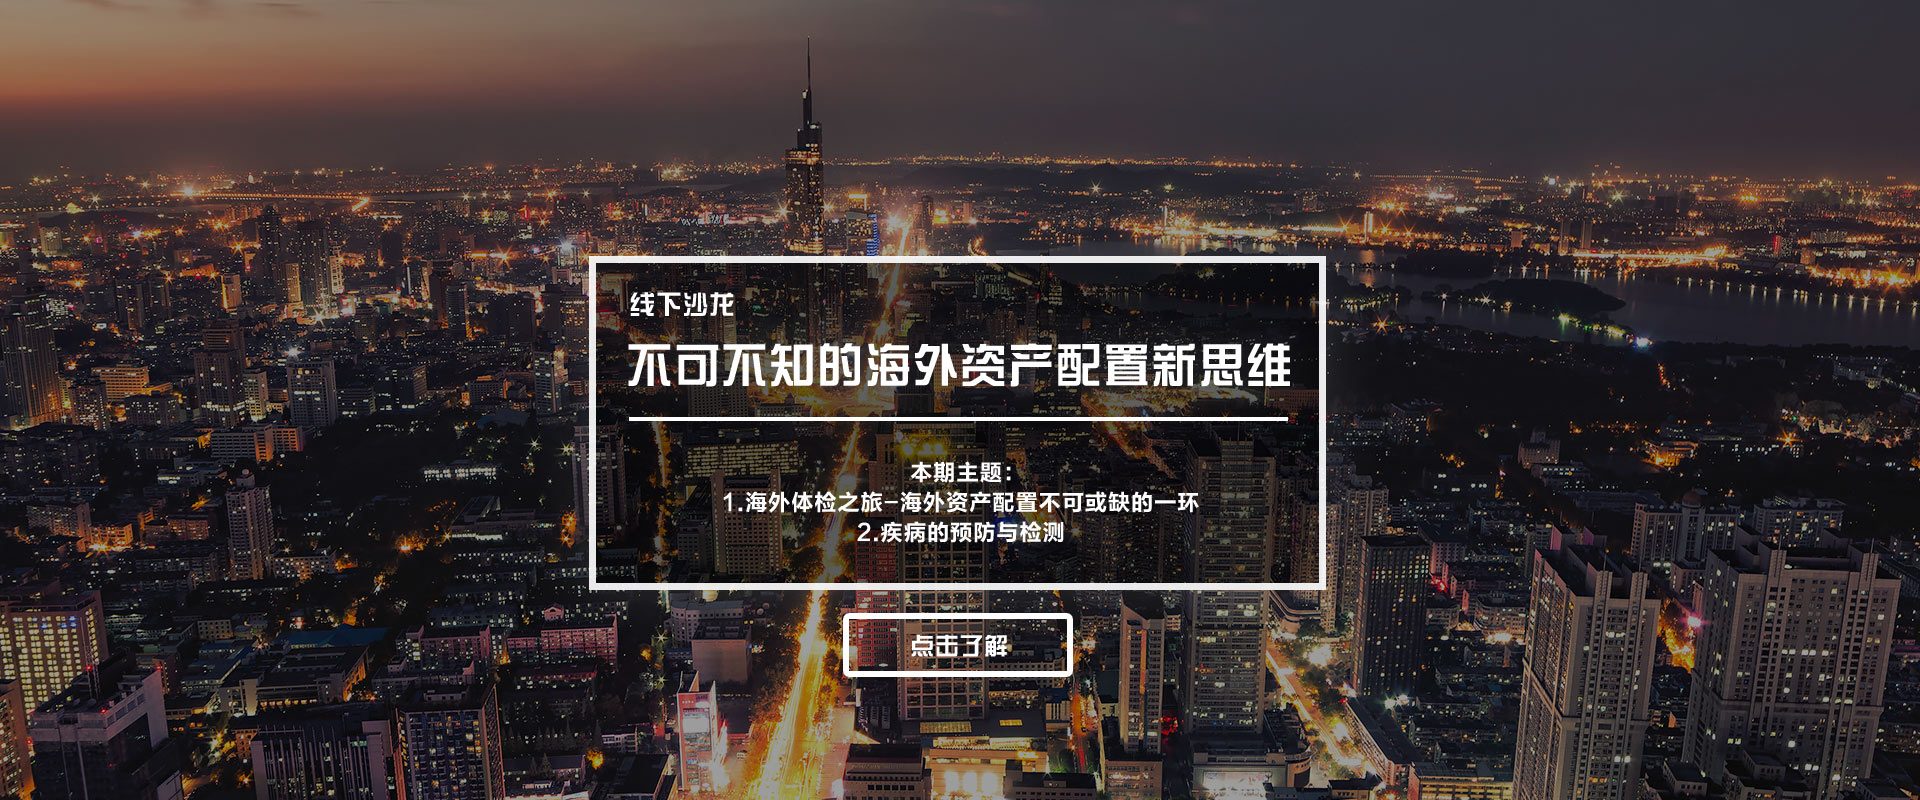 线下沙龙
不可不知的海外资产配置新思维
本期主题：
1.海外体检之旅–海外资产配置不可或缺的一环
2.疾病的预防与检测
点击了解